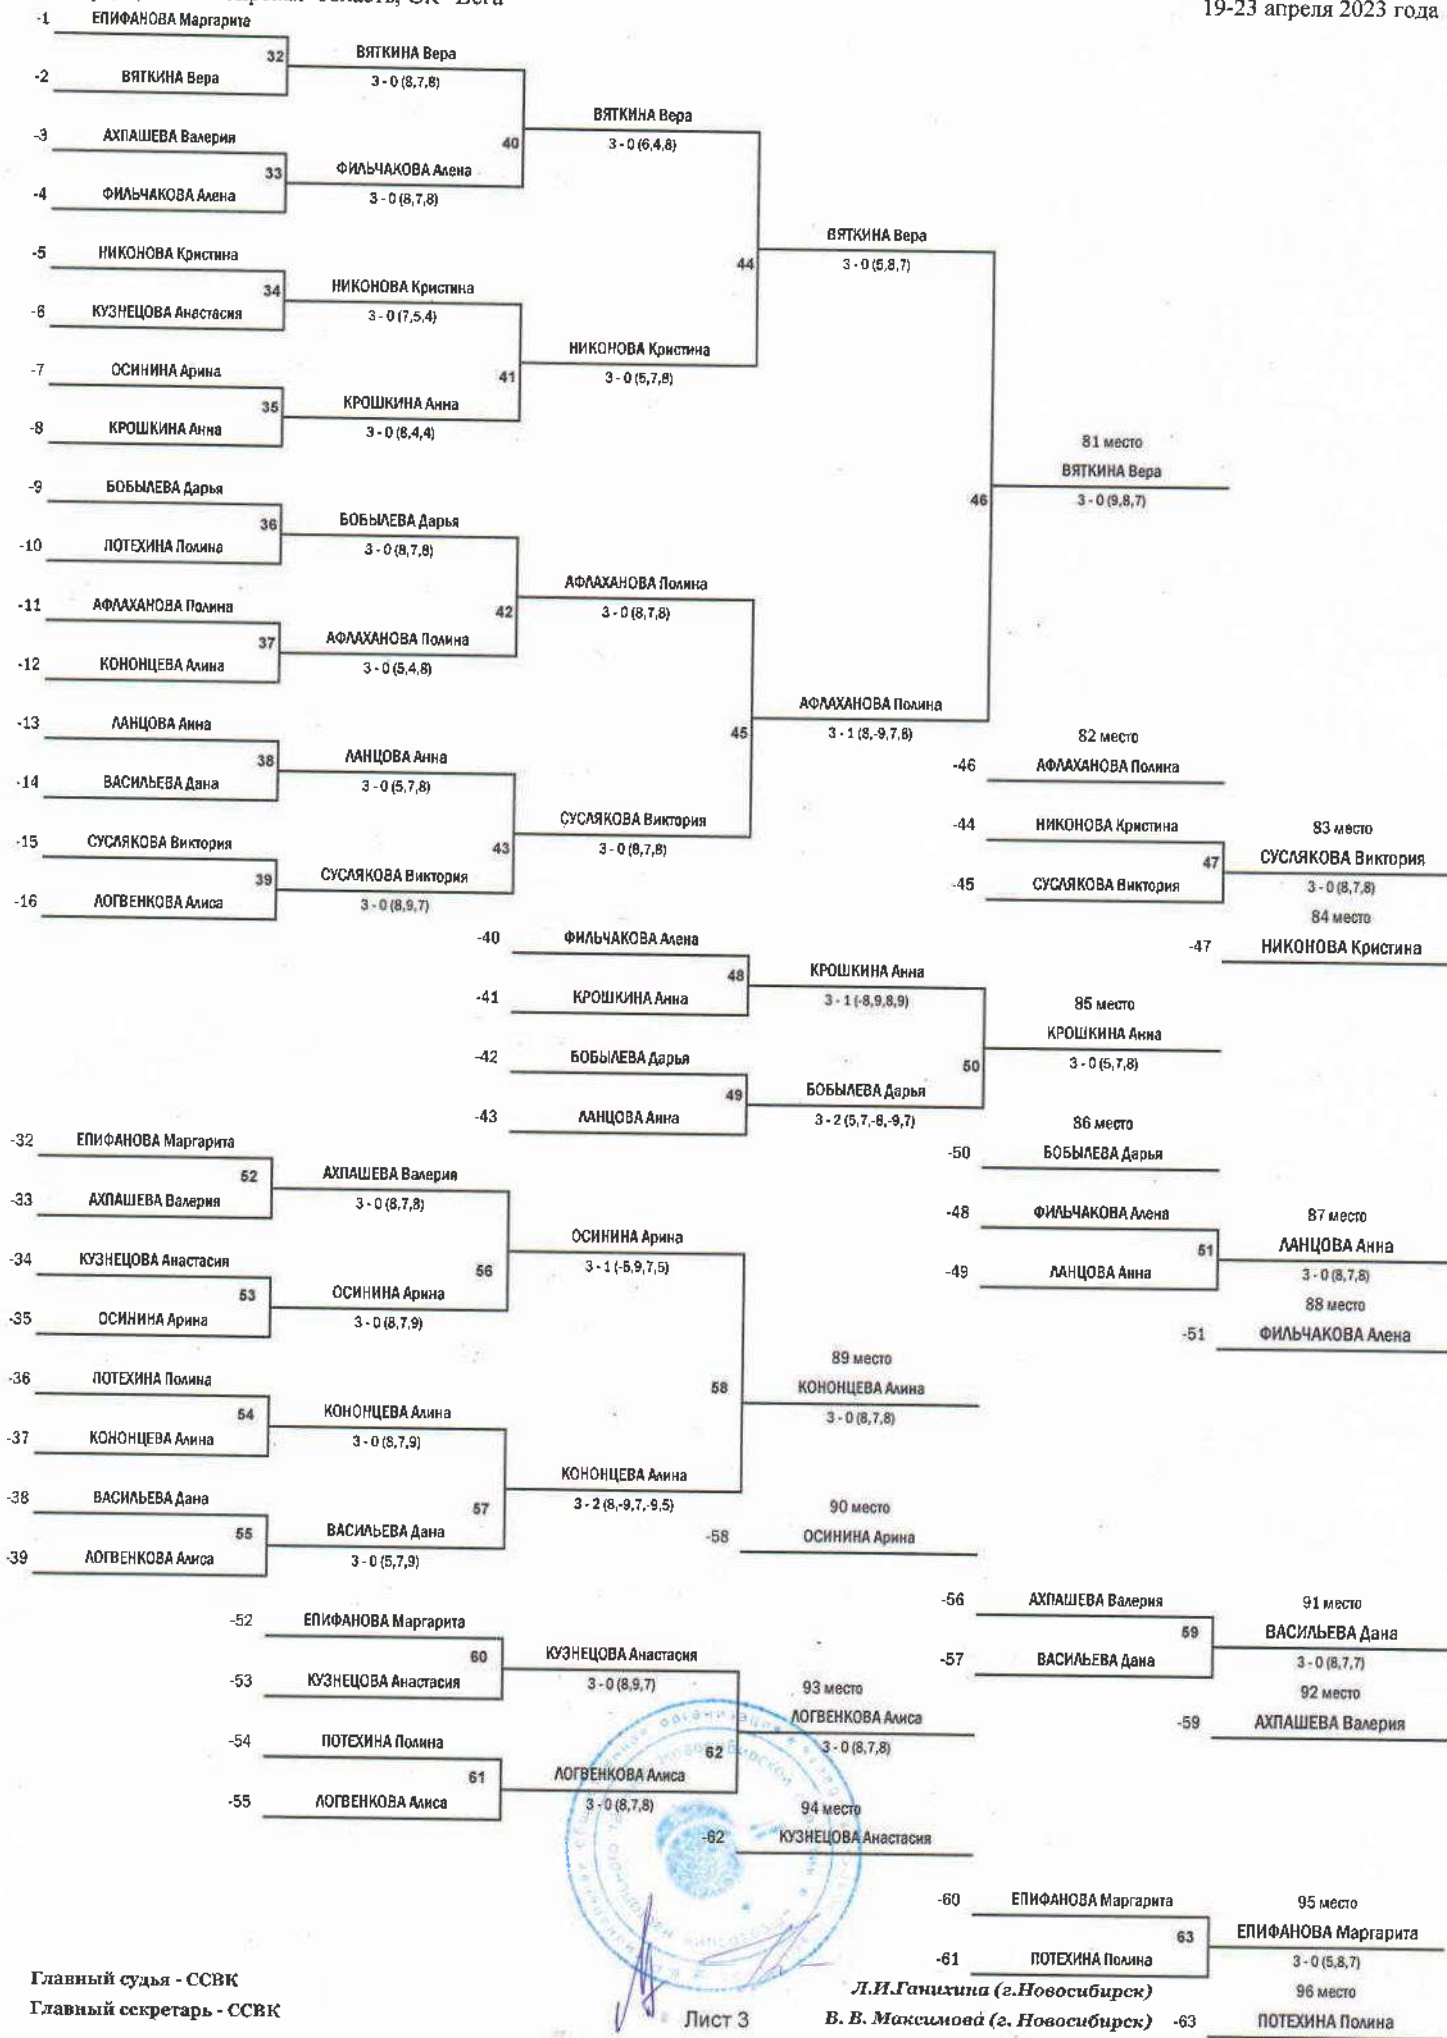 19-23 апреля 2023 года
-1 ЕПИФАНОВА Маргарита
32 ВЯТКИНА Вера
-2 ВЯТКИНА Вера 3 - 0 (8,7,8)
ВЯТКИНА Вера
-3 АХПАШЕВА Валерия 40 3 - 0 (6,4,8)
33 ФИЛЬЧАКОВА Алена
-4 ФИЛЬЧАКОВА Алена 3 - 0 (8,7,8)
ВЯТКИНА Вера
-5 НИКОНОВА Кристина 44 3 - 0 (5,8,7)
34 НИКОНОВА Кристина
-6 КУЗНЕЦОВА Анастасия 3 - 0 (7,5,4)
НИКОНОВА Кристина
-7 ОСИНИНА Арина 41 3 - 0 (5,7,8)
35 КРОШКИНА Анна
-8 КРОШКИНА Анна 3 - 0 (8,4,4)
81 место
ВЯТКИНА Вера
-9 БОБЫЛЕВА Дарья 46 3 - 0 (9,8,7)
36 БОБЫЛЕВА Дарья
-10 ПОТЕХИНА Полина 3 - 0 (8,7,8)
АФЛАХАНОВА Полина
-11 АФЛАХАНОВА Полина 42 3 - 0 (8,7,8)
37 АФЛАХАНОВА Полина
-12 КОНОНЦЕВА Алина 3 - 0 (5,4,8)
АФЛАХАНОВА Полина
-13 ЛАНЦОВА Анна 45 3 - 1 (8,-9,7,8)
82 место
38 ЛАНЦОВА Анна -46 АФЛАХАНОВА Полина
-14 ВАСИЛЬЕВА Дана 3 - 0 (5,7,8)
СУСЛЯКОВА Виктория -44 НИКОНОВА Кристина 83 место
-15 СУСЛЯКОВА Виктория 43 3 - 0 (8,7,8) 47 СУСЛЯКОВА Виктория
39 СУСЛЯКОВА Виктория -45 СУСЛЯКОВА Виктория 3 - 0 (8,7,8)
-16 ЛОГВЕНКОВА Алиса 3 - 0 (8,9,7) 84 место
-40 ФИЛЬЧАКОВА Алена -47 НИКОНОВА Кристина
48 КРОШКИНА Анна
-41 КРОШКИНА Анна 3 - 1 (-8,9,8,9) 85 место
КРОШКИНА Анна
-42 БОБЫЛЕВА Дарья 50 3 - 0 (5,7,8)
49 БОБЫЛЕВА Дарья
-43 ЛАНЦОВА Анна 3 - 2 (5,7,-8,-9,7) 86 место
-32 ЕПИФАНОВА Маргарита -50 БОБЫЛЕВА Дарья
52 АХПАШЕВА Валерия
-33 АХПАШЕВА Валерия 3 - 0 (8,7,8) -48 ФИЛЬЧАКОВА Алена 87 место
ОСИНИНА Арина 51 ЛАНЦОВА Анна
-34 КУЗНЕЦОВА Анастасия 56 3 - 1 (-5,9,7,5) -49 ЛАНЦОВА Анна 3 - 0 (8,7,8)
53 ОСИНИНА Арина 88 место
-35 ОСИНИНА Арина 3 - 0 (8,7,9) -51 ФИЛЬЧАКОВА Алена
89 место
-36 ПОТЕХИНА Полина 58 КОНОНЦЕВА Алина
54 КОНОНЦЕВА Алина 3 - 0 (8,7,8)
-37 КОНОНЦЕВА Алина 3 - 0 (8,7,9)
КОНОНЦЕВА Алина
-38 ВАСИЛЬЕВА Дана 57 3 - 2 (8,-9,7,-9,5) 90 место
55 ВАСИЛЬЕВА Дана -58 ОСИНИНА Арина
-39 ЛОГВЕНКОВА Алиса 3 - 0 (5,7,9)
-56 АХПАШЕВА Валерия 91 место
-52 ЕПИФАНОВА Маргарита 59 ВАСИЛЬЕВА Дана
60 КУЗНЕЦОВА Анастасия -57 ВАСИЛЬЕВА Дана 3 - 0 (8,7,7)
-53 КУЗНЕЦОВА Анастасия 3 - 0 (8,9,7) 93 место 92 место
ЛОГВЕНКОВА Алиса -59 АХПАШЕВА Валерия
-54 ПОТЕХИНА Полина 62 3 - 0 (8,7,8)
61 ЛОГВЕНКОВА Алиса
-55 ЛОГВЕНКОВА Алиса 3 - 0 (8,7,8) 94 место
-62 КУЗНЕЦОВА Анастасия
-60 ЕПИФАНОВА Маргарита 95 место
63 ЕПИФАНОВА Маргарита
-61 ПОТЕХИНА Полина 3 - 0 (5,8,7)
Главный судья - ССВК Л.И.Ганихина (г.Новосибирск) 96 место
Главный секретарь - ССВК Лист 3 В. В. Максимова (г. Новосибирск) -63 ПОТЕХИНА Полина